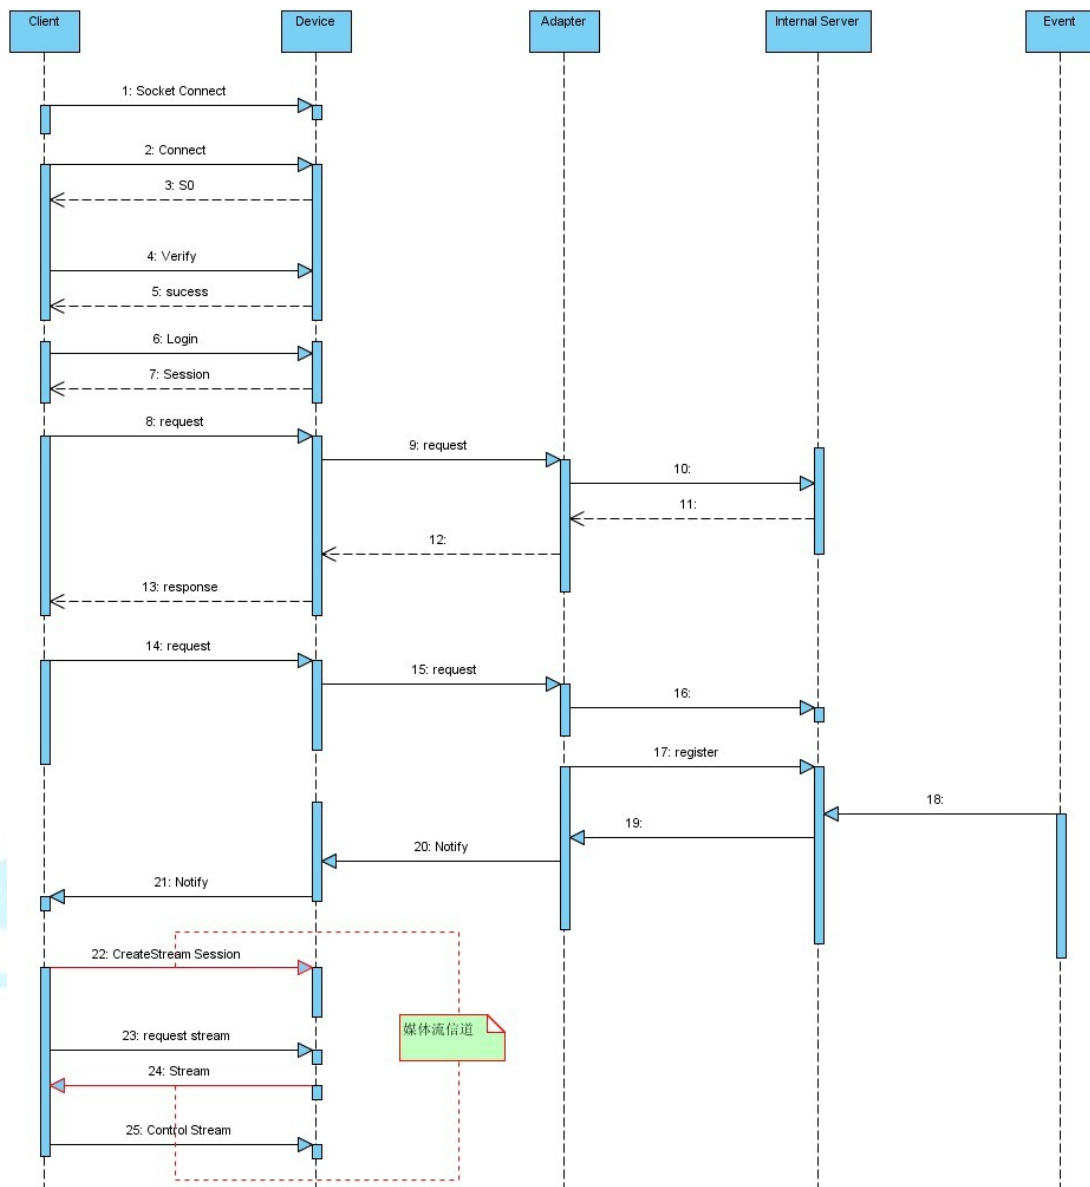 Client
Device
Adapter
Internal Server
Event
1: Socket Connect
2: Connect
3: S0
4: Verify
5: sucess
6: Login
7: Session
8: request
9: request
10:
11:
12:
13: response
14: request
15: request
16:
17: register
18:
19:
20: Notify
21: Notify
22: CreateStream Session
媒体流信道
23: request stream
24: Stream
25: Control Stream